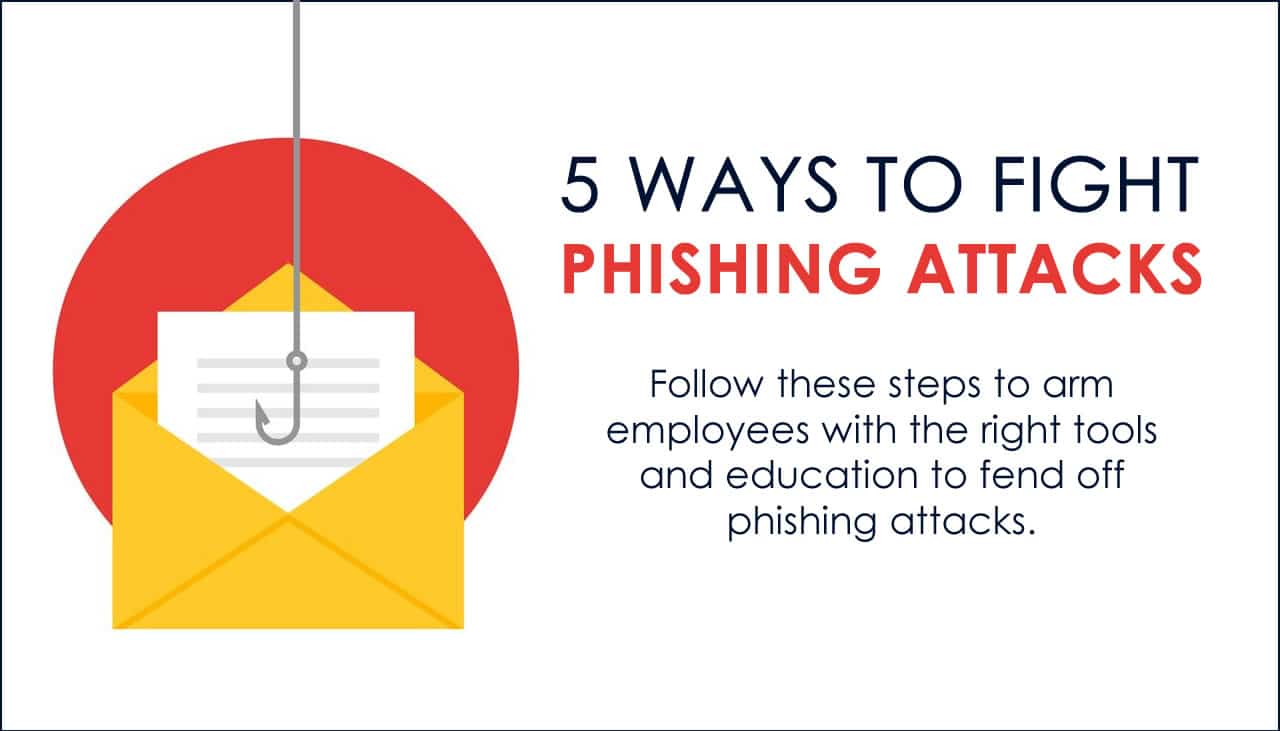 5 WAYS TO FIGHT
PHISHING ATTACKS
Follow these steps to arm
employees with the right tools
and education to fend off
phishing attacks.